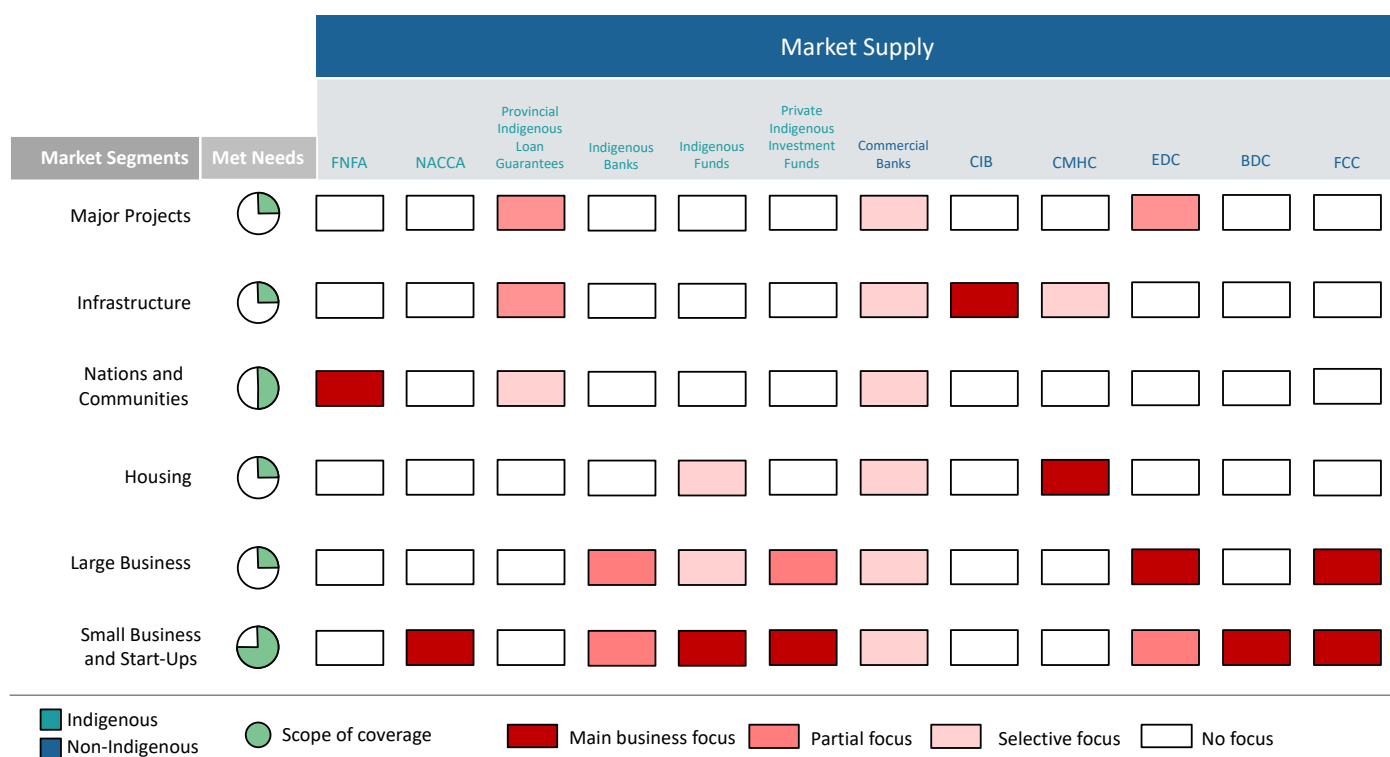 Market Supply
Market Segments
Met Needs
FNFA
NACCA
Provincial
Indigenous
Loan
Guarantees
Indigenous
Banks
Indigenous
Funds
Private
Indigenous
Investment
Funds
Commercial
Banks
CIB
CMHC
EDC
BDC
FCC
Major Projects
Infrastructure
Nations and
Communities
Housing
Large Business
Small Business
and Start-Ups
Indigenous
Non-Indigenous
Scope of coverage
Main business focus
Partial focus
Selective focus
No focus